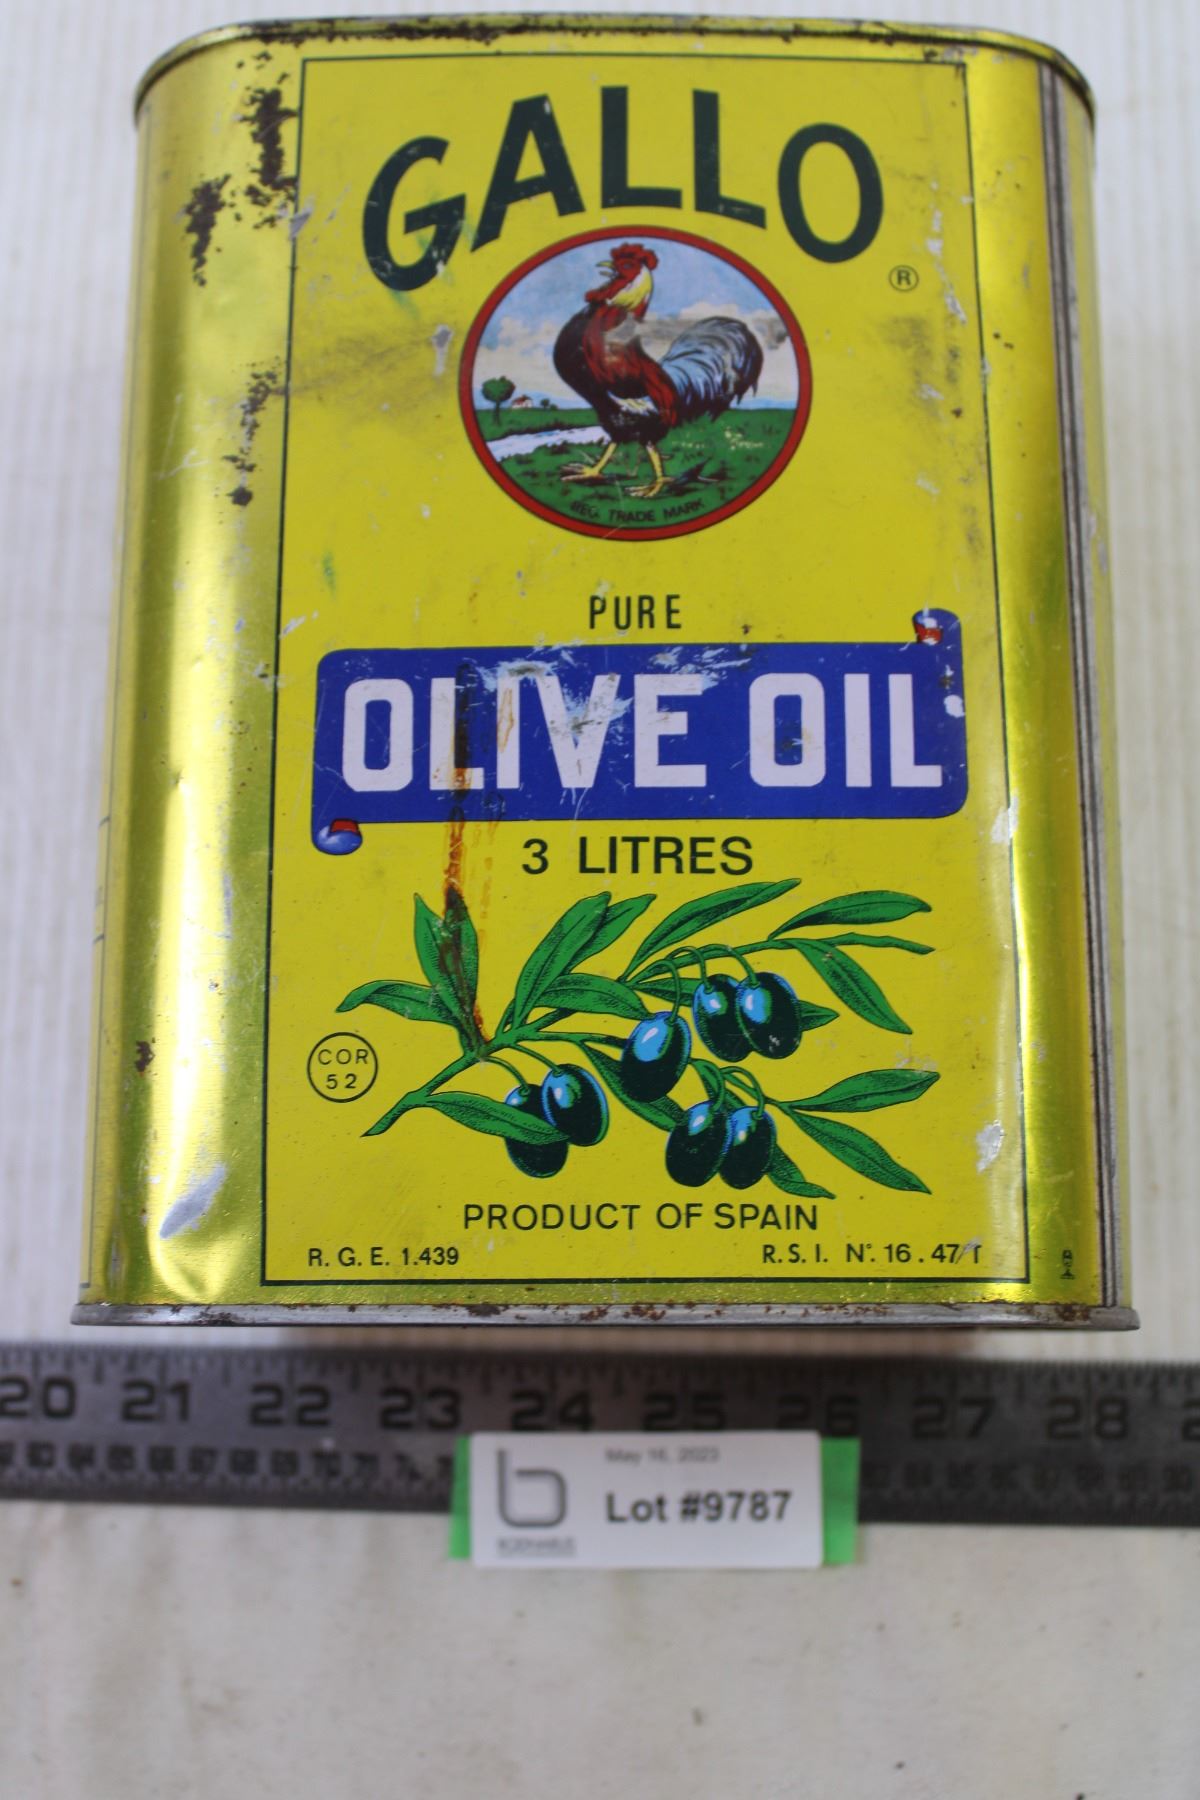 GALLO
®
REG. TRADE MARK
PURE
OLIVE OIL
3 LITRES
COR
52
PRODUCT OF SPAIN
R. G. E. 1.439
R. S. I. Nº. 16. 47/T
20 21 22 23 24 25 26 27 28
May 16, 2023
b
Lot #9787